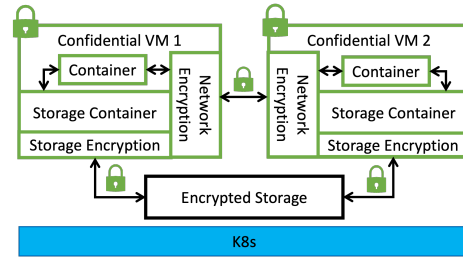 Confidential VM 1
Container
Network Encryption
Storage Container
Storage Encryption
Confidential VM 2
Network Encryption
Container
Storage Container
Storage Encryption
Encrypted Storage
K8s